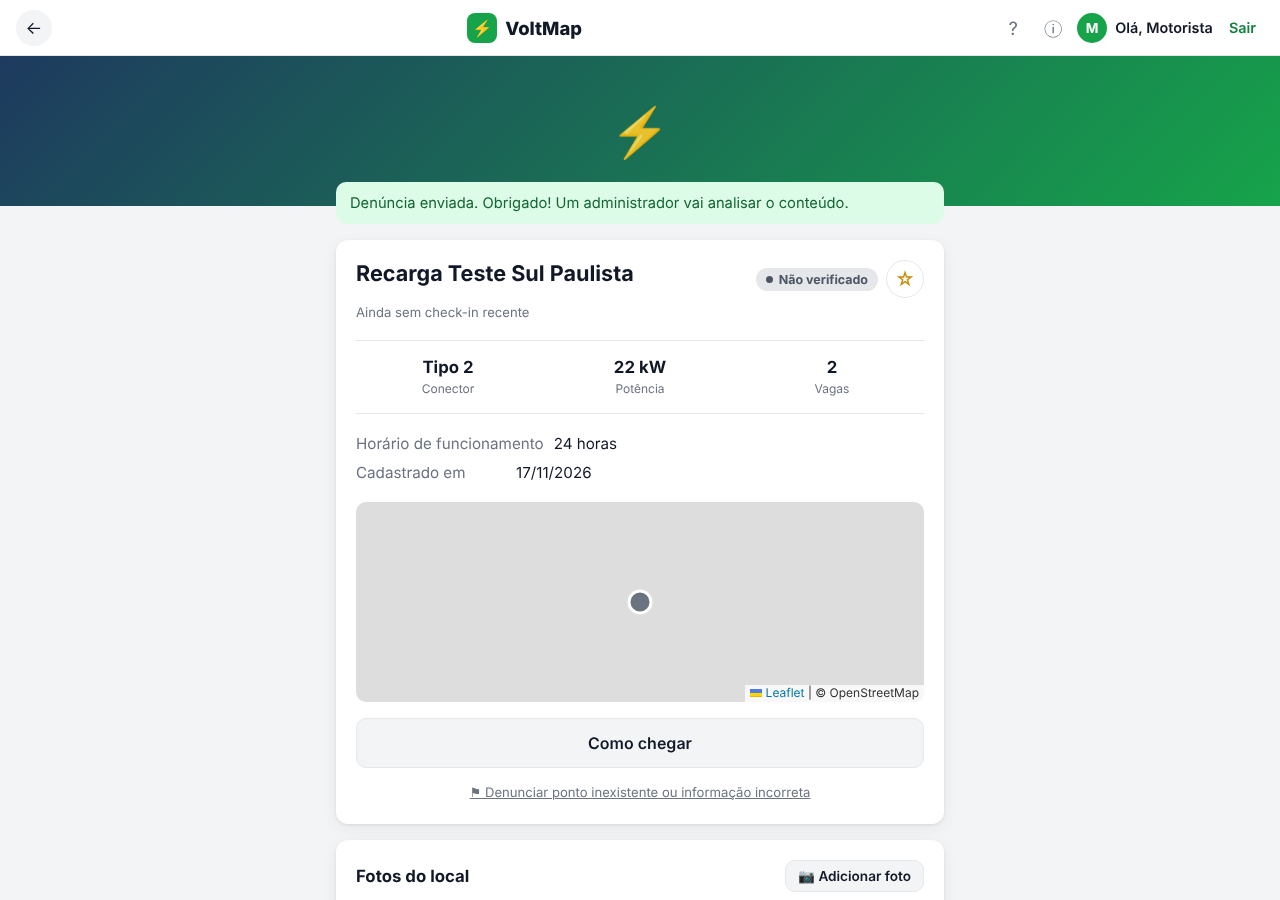 VoltMap
?
M
Olá, Motorista
Sair
Denúncia enviada. Obrigado! Um administrador vai analisar o conteúdo.
Recarga Teste Sul Paulista
Não verificado
Ainda sem check-in recente
Tipo 2
22 kW
2
Conector
Potência
Vagas
Horário de funcionamento 24 horas
Cadastrado em 17/11/2026
Leaflet | © OpenStreetMap
Como chegar
Denunciar ponto inexistente ou informação incorreta
Fotos do local
Adicionar foto